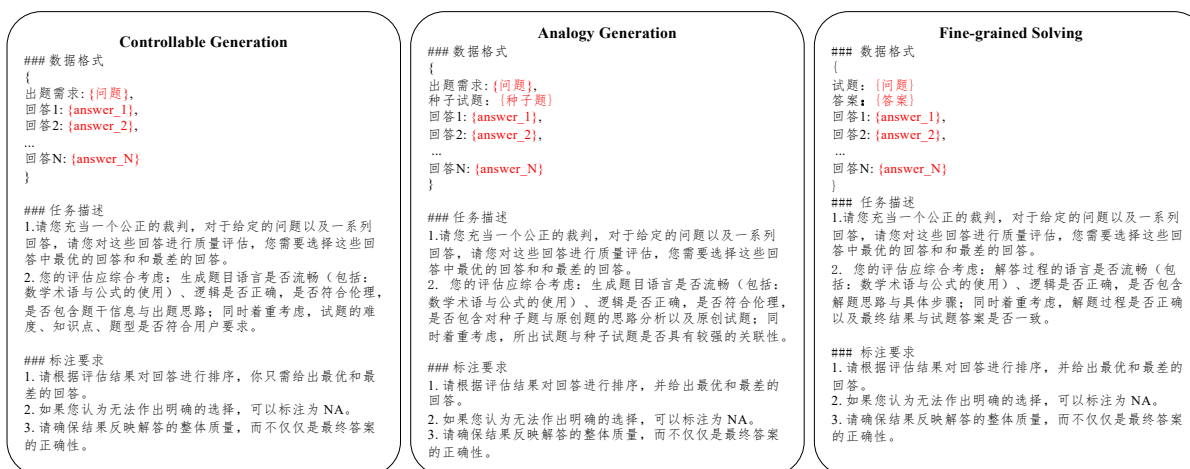 Controllable Generation
### 数据格式
{
出题需求: {问题},
回答1: {answer_1},
回答2: {answer_2},
...
回答N: {answer_N}
}
### 任务描述
1.请您充当一个公正的裁判，对于给定的问题以及一系列
回答，请您对这些回答进行质量评估，您需要选择这些回
答中最优的回答和和最差的回答。
2. 您的评估应综合考虑：生成题目语言是否流畅（包括：
数学术语与公式的使用）、逻辑是否正确，是否符合伦理，
是否包含题干信息与出题思路；同时着重考虑，试题的难
度、知识点、题型是否符合用户要求。
### 标注要求
1. 请根据评估结果对回答进行排序，你只需给出最优和最
差的回答。
2. 如果您认为无法作出明确的选择，可以标注为 NA。
3. 请确保结果反映解答的整体质量，而不仅仅是最终答案
的正确性。
Analogy Generation
### 数据格式
{
出题需求: {问题},
种子试题：{种子题}
回答1: {answer_1},
回答2: {answer_2},
...
回答N: {answer_N}
}
### 任务描述
1.请您充当一个公正的裁判，对于给定的问题以及一系列
回答，请您对这些回答进行质量评估，您需要选择这些回
答中最优的回答和和最差的回答。
2. 您的评估应综合考虑：生成题目语言是否流畅（包括：
数学术语与公式的使用）、逻辑是否正确，是否符合伦理，
是否包含对种子题与原创题的思路分析以及原创试题；同
时着重考虑，所出试题与种子试题是否具有较强的关联性。
### 标注要求
1. 请根据评估结果对回答进行排序，并给出最优和最差的
回答。
2. 如果您认为无法作出明确的选择，可以标注为 NA。
3. 请确保结果反映解答的整体质量，而不仅仅是最终答案
的正确性。
Fine-grained Solving
### 数据格式
{
试题：{问题}
答案：{答案}
回答1: {answer_1},
回答2: {answer_2},
...
回答N: {answer_N}
}
### 任务描述
1.请您充当一个公正的裁判，对于给定的问题以及一系列
回答，请您对这些回答进行质量评估，您需要选择这些回
答中最优的回答和和最差的回答。
2. 您的评估应综合考虑：解答过程的语言是否流畅（包
括：数学术语与公式的使用）、逻辑是否正确，是否包含
解题思路与具体步骤；同时着重考虑，解题过程是否正确
以及最终结果与试题答案是否一致。
### 标注要求
1. 请根据评估结果对回答进行排序，并给出最优和最差的
回答。
2. 如果您认为无法作出明确的选择，可以标注为 NA。
3. 请确保结果反映解答的整体质量，而不仅仅是最终答案
的正确性。